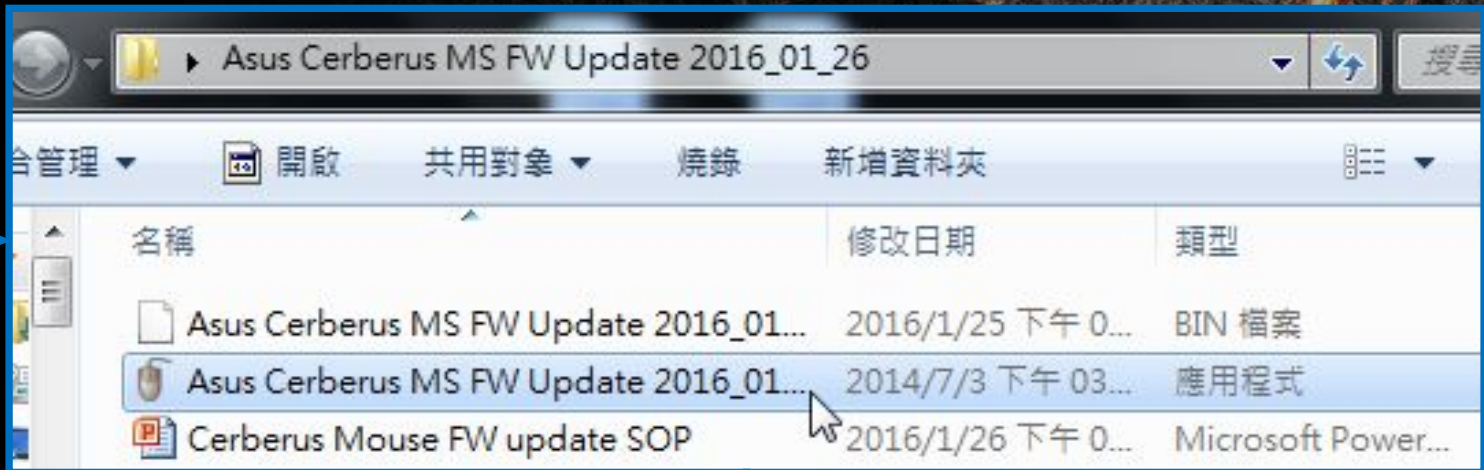 Asus Cerberus MS FW Update 2016_01_26 搜尋
合管理 開啟 共用對象 燒錄 新增資料夾
名稱 修改日期 類型
Asus Cerberus MS FW Update 2016_01... 2016/1/25 下午 0... BIN 檔案
Asus Cerberus MS FW Update 2016_01... 2014/7/3 下午 03... 應用程式
Cerberus Mouse FW update SOP 2016/1/26 下午 0... Microsoft Power...